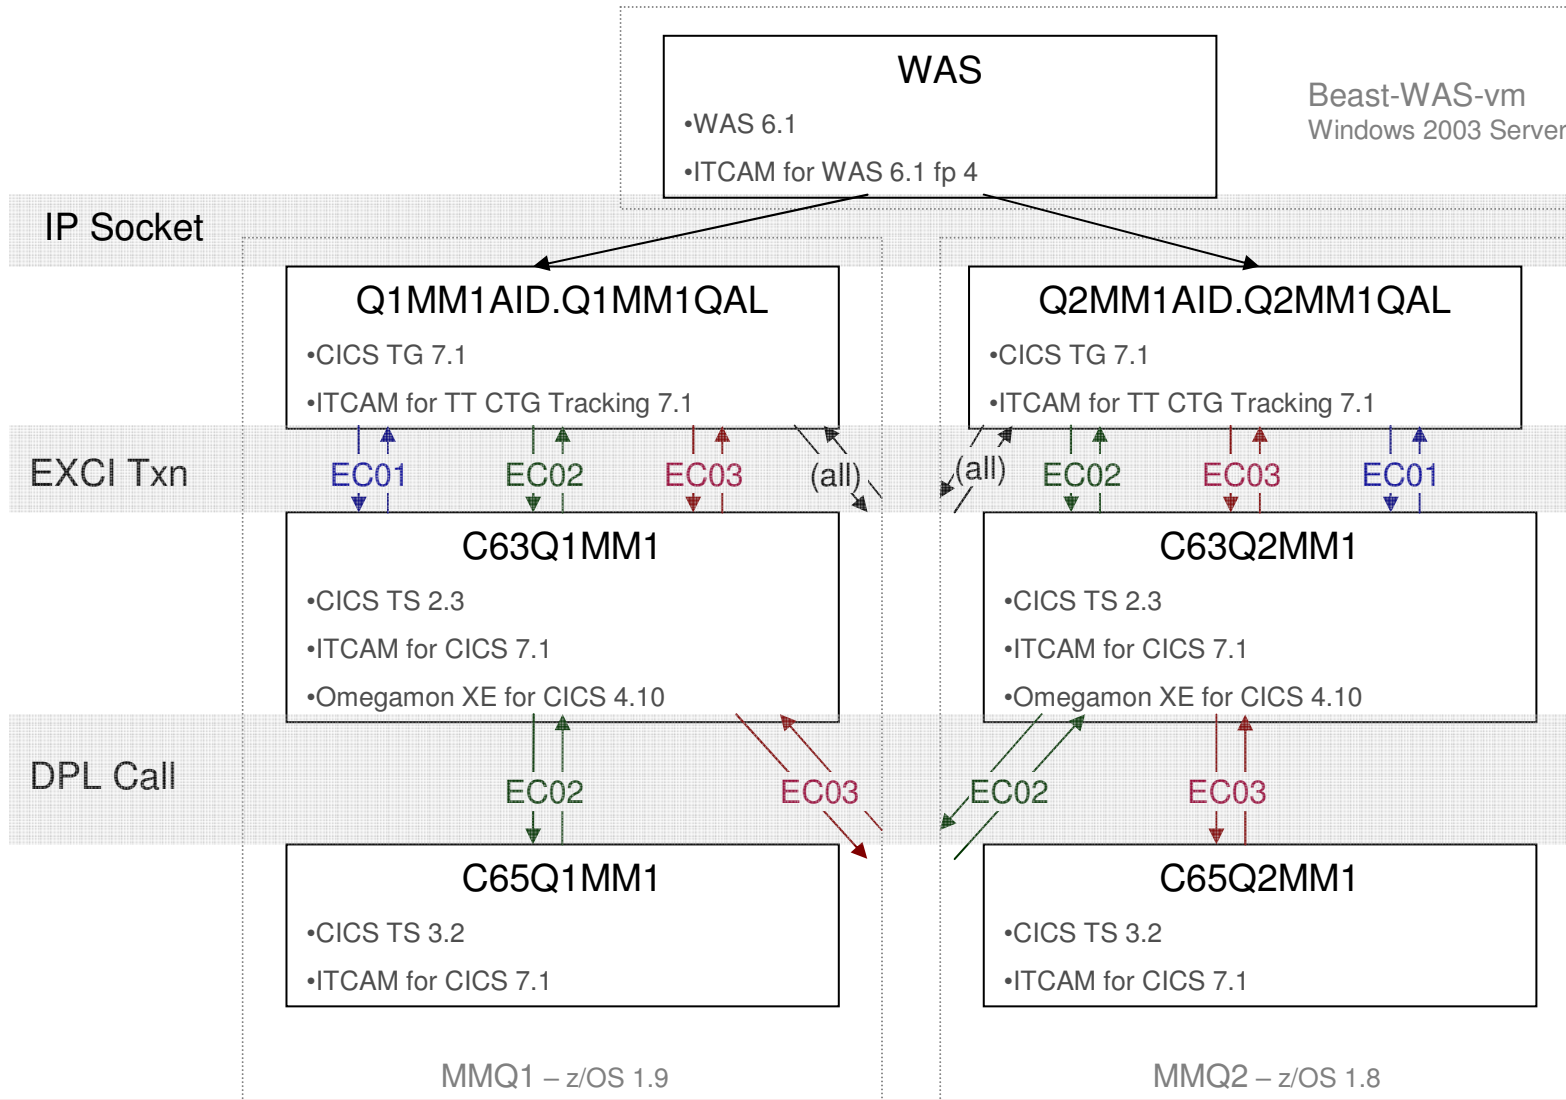 WAS
•WAS 6.1
•ITCAM for WAS 6.1 fp 4
Beast-WAS-vm
Windows 2003 Server
IP Socket
Q1MM1AID.Q1MM1QAL
•CICS TG 7.1
•ITCAM for TT CTG Tracking 7.1
Q2MM1AID.Q2MM1QAL
•CICS TG 7.1
•ITCAM for TT CTG Tracking 7.1
EXCI Txn
EC01
EC02
EC03
(all)
(all)
EC02
EC03
EC01
C63Q1MM1
•CICS TS 2.3
•ITCAM for CICS 7.1
•Omegamon XE for CICS 4.10
C63Q2MM1
•CICS TS 2.3
•ITCAM for CICS 7.1
•Omegamon XE for CICS 4.10
DPL Call
EC02
EC03
EC02
EC03
C65Q1MM1
•CICS TS 3.2
•ITCAM for CICS 7.1
C65Q2MM1
•CICS TS 3.2
•ITCAM for CICS 7.1
MMQ1 – z/OS 1.9
MMQ2 – z/OS 1.8